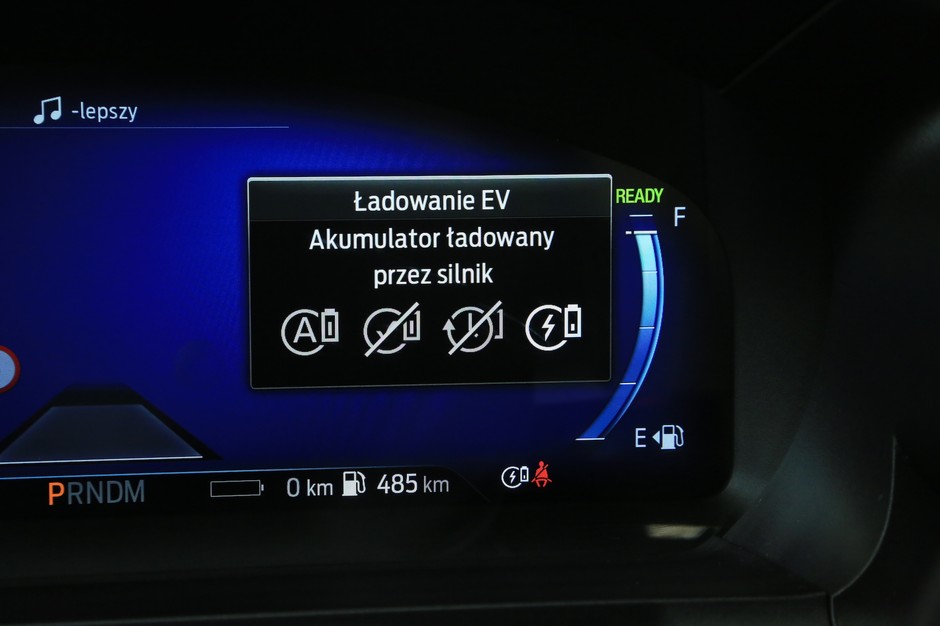 -lepszy
Ładowanie EV
Akumulator ładowany
przez silnik
A
READY
F
E
PRNDM
0 km
485 km